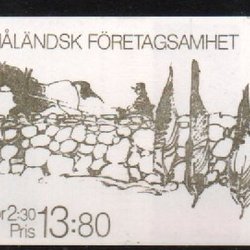 ÅLÄNDSK FÖRETAGSAMHET
2:30
Pris 13:80